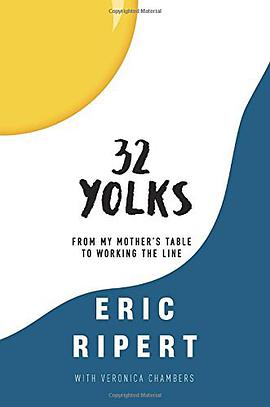 32
YOLKS
FROM MY MOTHER'S TABLE
TO WORKING THE LINE
ERIC
RIPERT
WITH VERONICA CHAMBERS